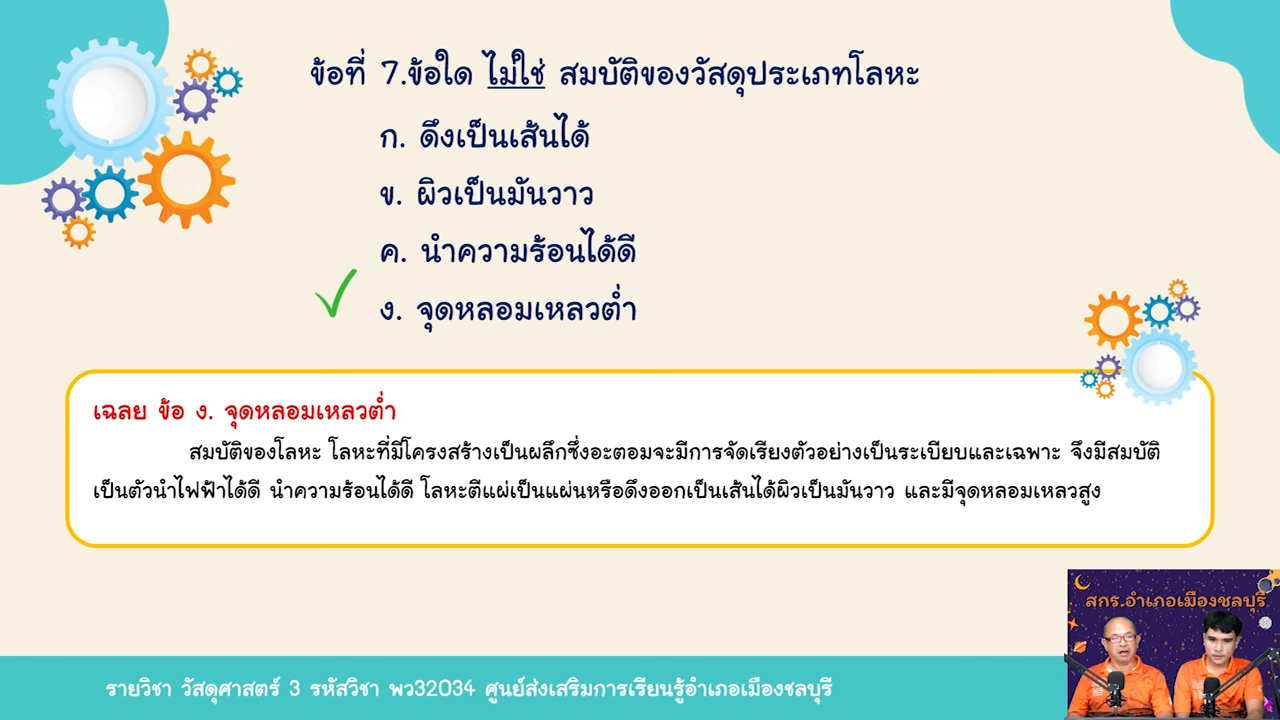 ข้อที่ 7.ข้อใด ไม่ใช่ สมบัติของวัสดุประเภทโลหะ
ก. ดึงเป็นเส้นได้
ข. ผิวเป็นมันวาว
ค. นำความร้อนได้ดี
ง. จุดหลอมเหลวต่ำ
เฉลย ข้อ ง. จุดหลอมเหลวต่ำ
สมบัติของโลหะ โลหะที่มีโครงสร้างเป็นผลึกซึ่งอะตอมจะมีการจัดเรียงตัวอย่างเป็นระเบียบและเฉพาะ จึงมีสมบัติ
เป็นตัวนำไฟฟ้าได้ดี นำความร้อนได้ดี โลหะตีแผ่เป็นแผ่นหรือดึงออกเป็นเส้นได้ผิวเป็นมันวาว และมีจุดหลอมเหลวสูง
สกร.อำเภอเมืองชลบุรี
รายวิชา วัสดุศาสตร์ 3 รหัสวิชา พว32034 ศูนย์ส่งเสริมการเรียนรู้อำเภอเมืองชลบุรี